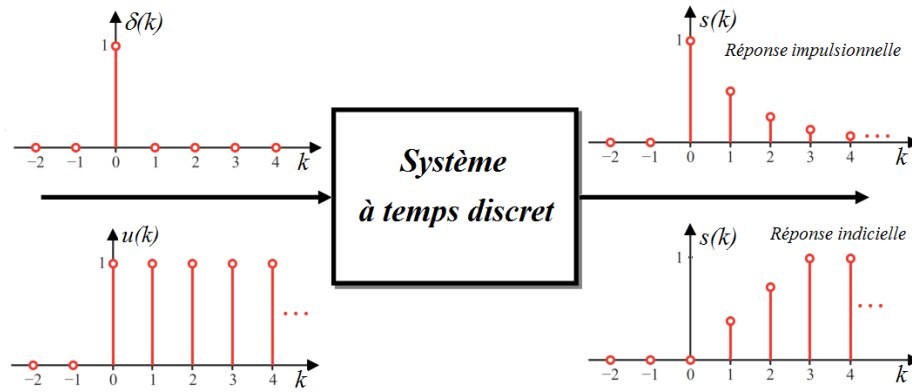 δ(k)
1
−2 −1 0 1 2 3 4 k
s(k)
1
Réponse impulsionnelle
−2 −1 0 1 2 3 4 k
Système
à temps discret
u(k)
1
−2 −1 0 1 2 3 4 k
s(k)
Réponse indicielle
1
−2 −1 0 1 2 3 4 k